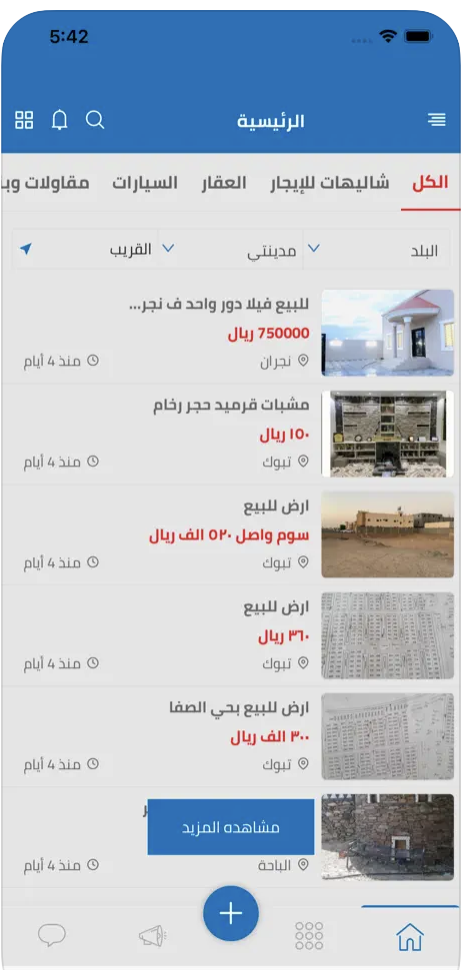 5:42
الرئيسية
الكل
شاليهات للإيجار
العقار
السيارات
مقاولات وبـ
البلد
مدينتي
القريب
للبيع فيلا دور واحد ف نجر...
750000 ريال
نجران
منذ 4 أيام
مشبات قرميد حجر رخام
١٥٠ ريال
تبوك
منذ 4 أيام
ارض للبيع
سوم واصل ٥٢٠ الف ريال
تبوك
منذ 4 أيام
ارض للبيع
٣٦٠ ريال
تبوك
منذ 4 أيام
ارض للبيع بحي الصفا
٣٠٠ الف ريال
تبوك
منذ 4 أيام
مشاهده المزيد
الباحة
منذ 4 أيام